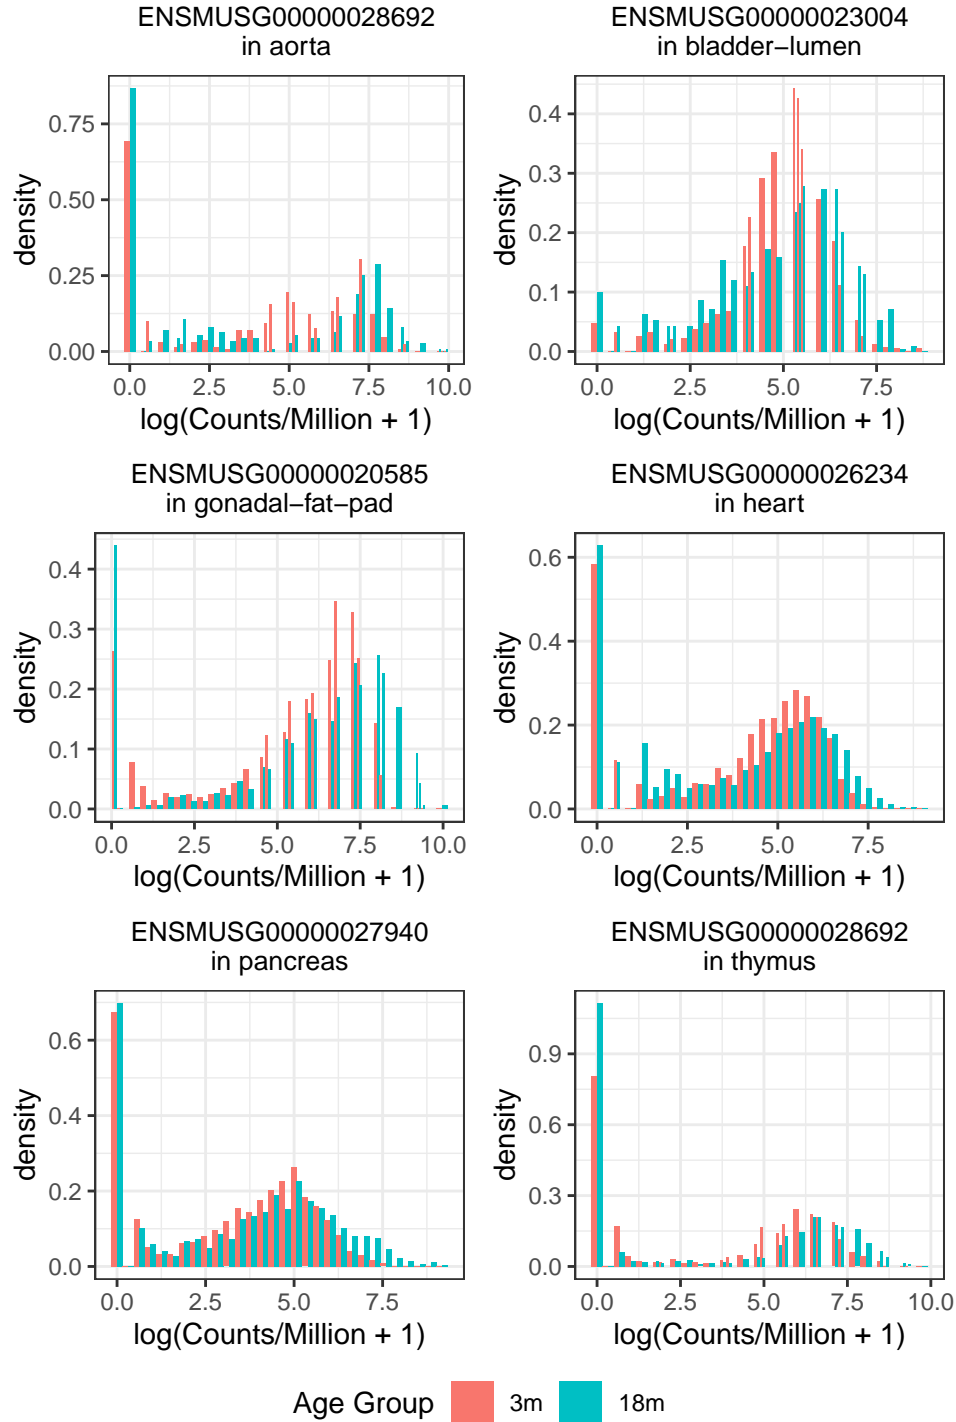 ENSMUSG00000028692
in aorta
density
0.75
0.50
0.25
0.00
0.0 2.5 5.0 7.5 10.0
log(Counts/Million + 1)
ENSMUSG00000023004
in bladder−lumen
density
0.4
0.3
0.2
0.1
0.0
0.0 2.5 5.0 7.5
log(Counts/Million + 1)
ENSMUSG00000020585
in gonadal−fat−pad
density
0.4
0.3
0.2
0.1
0.0
0.0 2.5 5.0 7.5 10.0
log(Counts/Million + 1)
ENSMUSG00000026234
in heart
density
0.6
0.4
0.2
0.0
0.0 2.5 5.0 7.5
log(Counts/Million + 1)
ENSMUSG00000027940
in pancreas
density
0.6
0.4
0.2
0.0
0.0 2.5 5.0 7.5
log(Counts/Million + 1)
ENSMUSG00000028692
in thymus
density
0.9
0.6
0.3
0.0
0.0 2.5 5.0 7.5 10.0
log(Counts/Million + 1)
Age Group 3m 18m